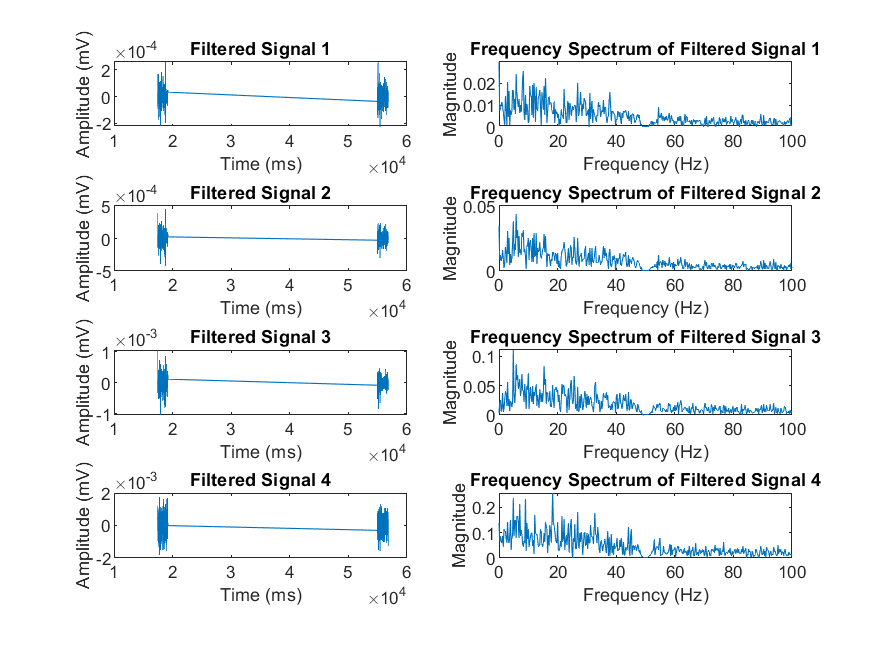 Filtered Signal 1
×10-4
Amplitude (mV)
2
0
-2
1 2 3 4 5 6
Time (ms)
×104
Frequency Spectrum of Filtered Signal 1
Magnitude
0.02
0.01
0
0 20 40 60 80 100
Frequency (Hz)
Filtered Signal 2
×10-4
Amplitude (mV)
5
0
-5
1 2 3 4 5 6
Time (ms)
×104
Frequency Spectrum of Filtered Signal 2
Magnitude
0.05
0
0 20 40 60 80 100
Frequency (Hz)
Filtered Signal 3
×10-3
Amplitude (mV)
1
0
-1
1 2 3 4 5 6
Time (ms)
×104
Frequency Spectrum of Filtered Signal 3
Magnitude
0.1
0.05
0
0 20 40 60 80 100
Frequency (Hz)
Filtered Signal 4
×10-3
Amplitude (mV)
2
0
-2
1 2 3 4 5 6
Time (ms)
×104
Frequency Spectrum of Filtered Signal 4
Magnitude
0.2
0.1
0
0 20 40 60 80 100
Frequency (Hz)